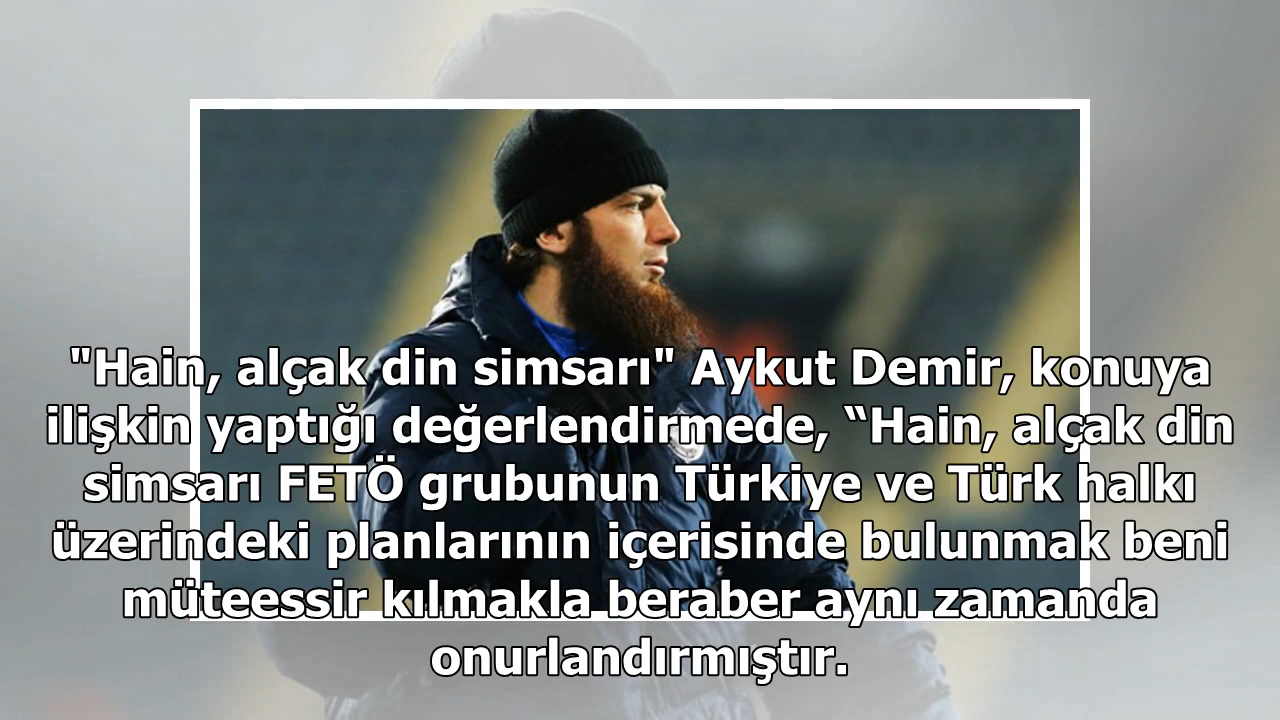 "Hain, alçak din simsarı" Aykut Demir, konuya
ilişkin yaptığı değerlendirmede, “Hain, alçak din
simsarı FETÖ grubunun Türkiye ve Türk halkı
üzerindeki planlarının içerisinde bulunmak beni
müteessir kılmakla beraber aynı zamanda
onurlandırmıştır.